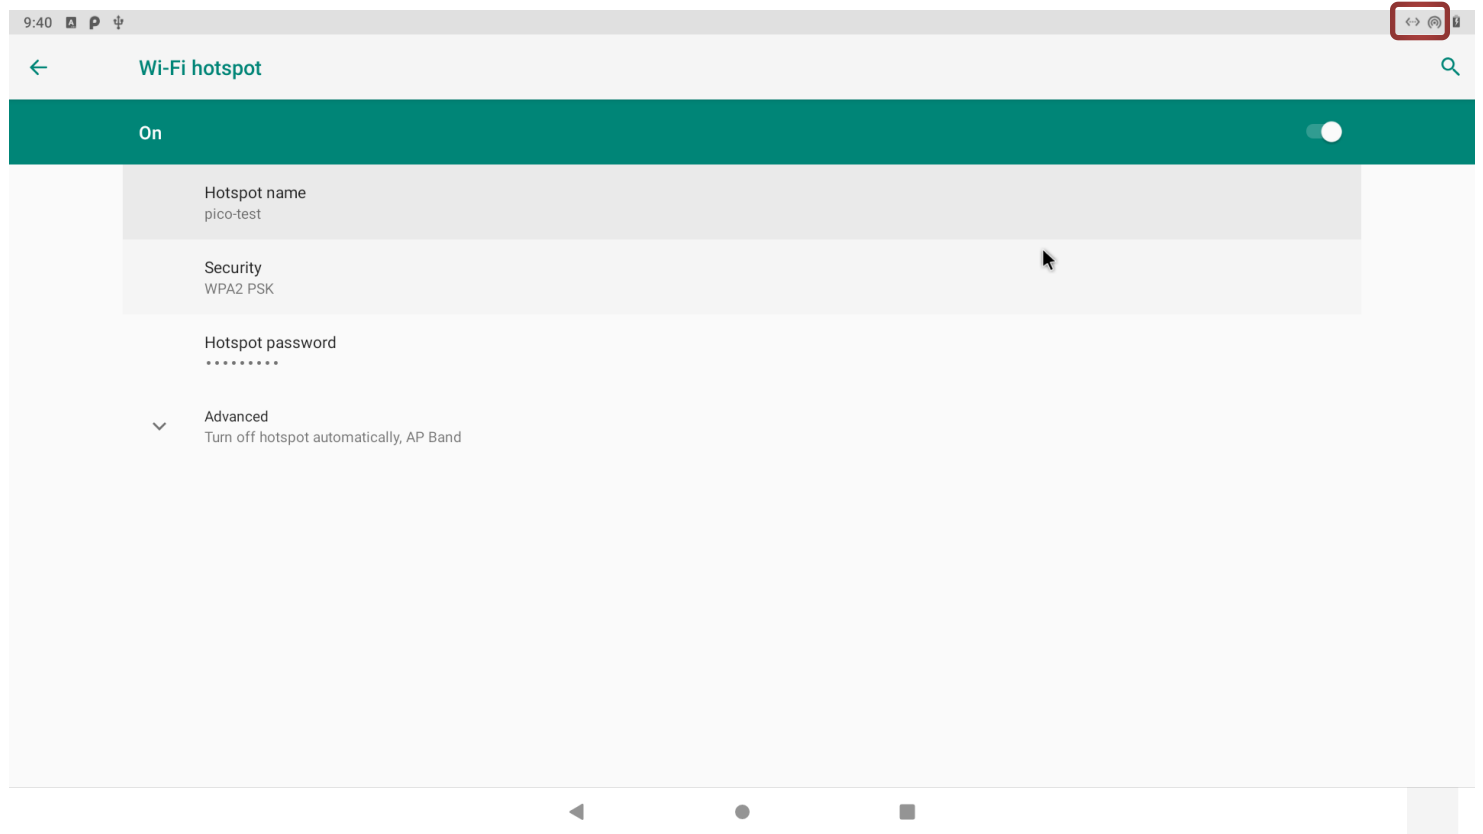 9:40
Wi-Fi hotspot
On
Hotspot name
pico-test
Security
WPA2 PSK
Hotspot password
•••••••••
Advanced
Turn off hotspot automatically, AP Band